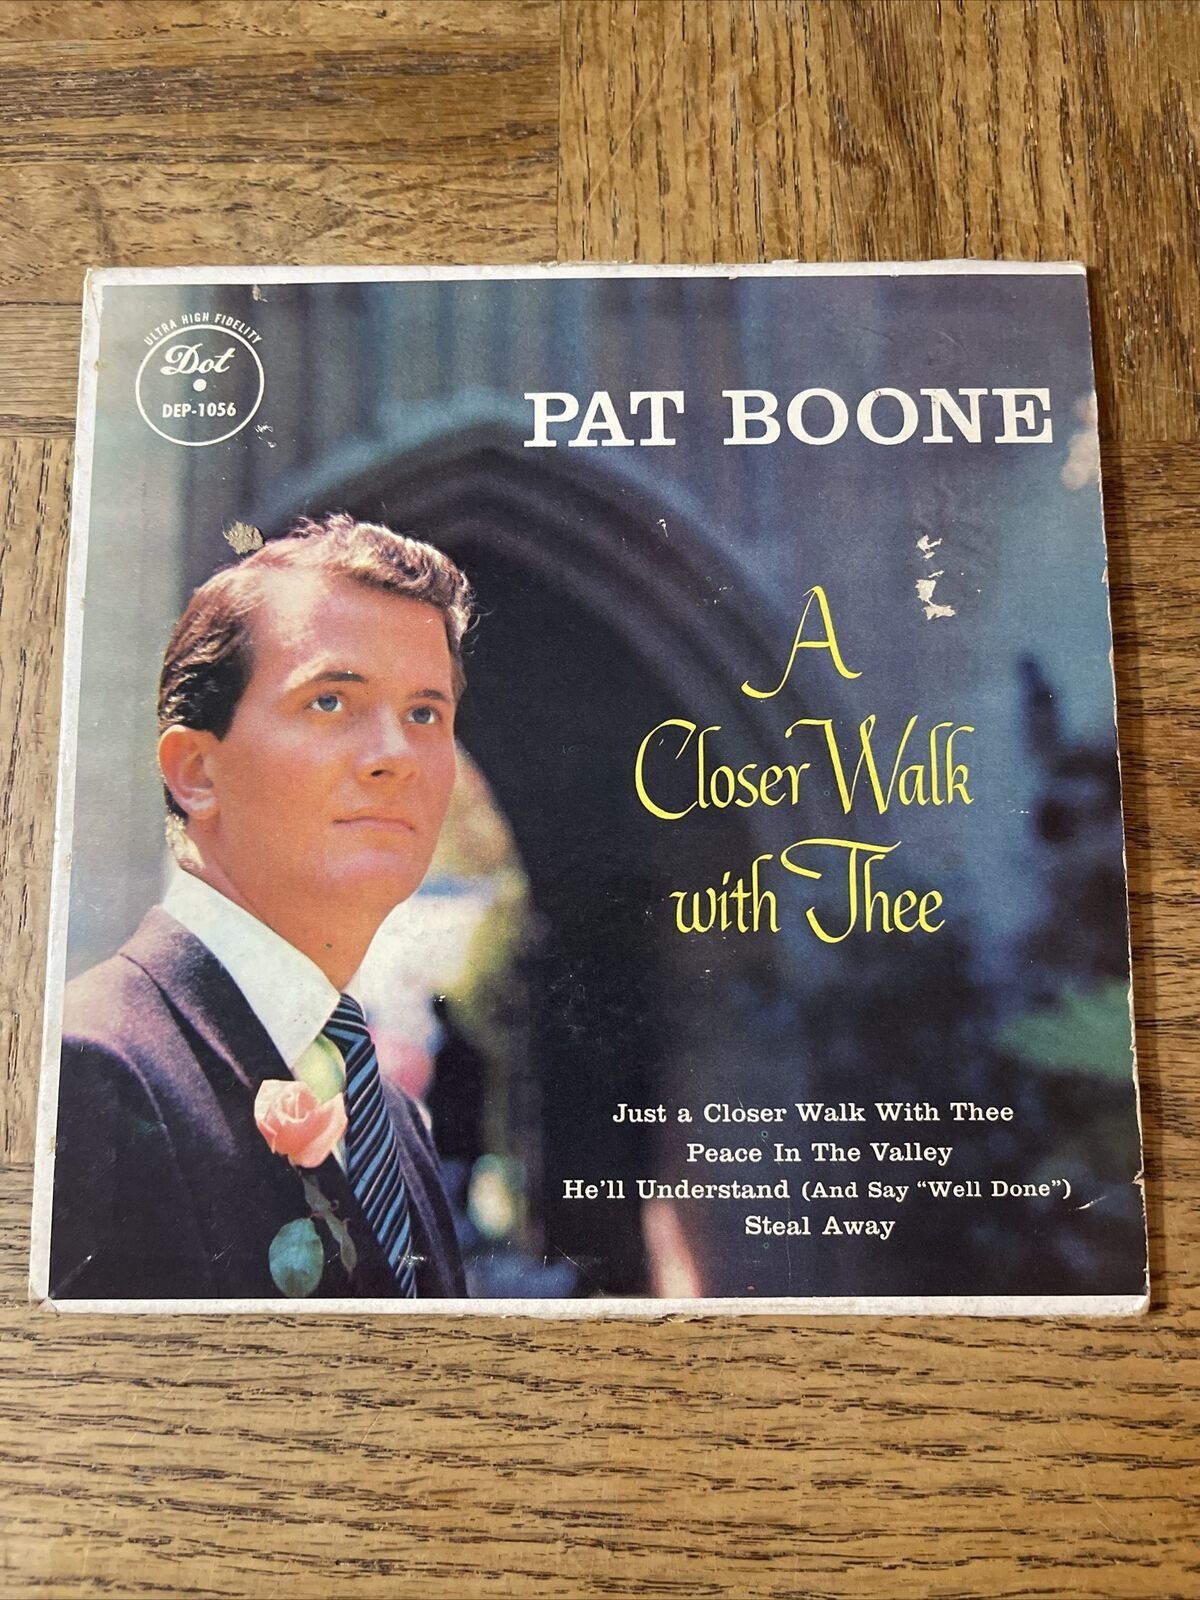 ULTRA HIGH FIDELITY
Dot
DEP-1056
PAT BOONE
A
Closer Walk
with Thee
Just a Closer Walk With Thee
Peace In The Valley
He'll Understand (And Say "Well Done")
Steal Away